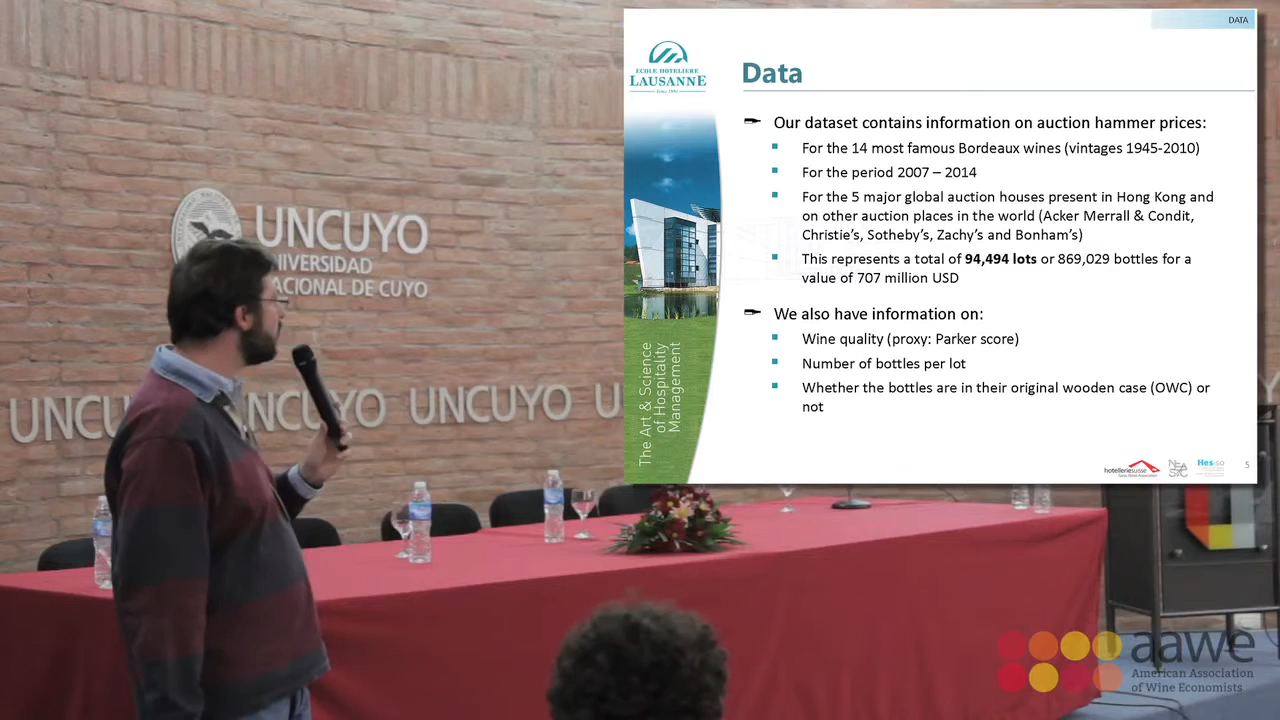 DATA
ECOLE HOTELIERE
LAUSANNE
Since 1893
Data
Our dataset contains information on auction hammer prices:
For the 14 most famous Bordeaux wines (vintages 1945-2010)
For the period 2007 – 2014
For the 5 major global auction houses present in Hong Kong and
on other auction places in the world (Acker Merrall & Condit,
Christie's, Sotheby's, Zachy's and Bonham's)
This represents a total of 94,494 lots or 869,029 bottles for a
value of 707 million USD
We also have information on:
Wine quality (proxy: Parker score)
Number of bottles per lot
Whether the bottles are in their original wooden case (OWC) or
not
The Art & Science
of Hospitality
Management
hotelleriesuisse
Hes·so
5
UNCUYO
UNIVERSIDAD
NACIONAL DE CUYO
UNCU
UNCUYO
UNCUYO
U
aawe
American Association
of Wine Economists